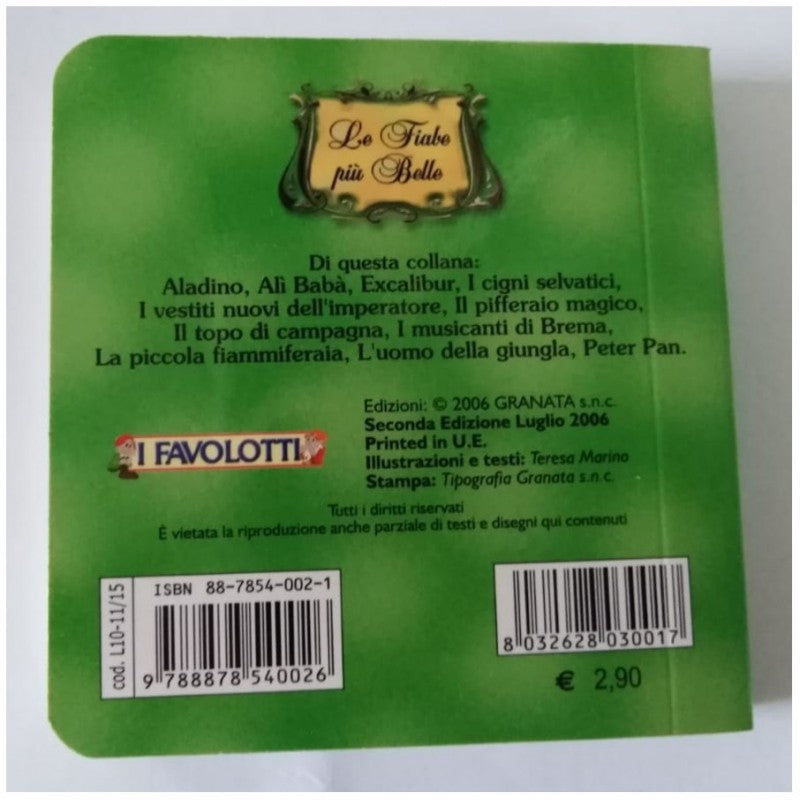 Le Fiabe
più Belle
Di questa collana:
Aladino, Alì Babà, Excalibur, I cigni selvatici,
I vestiti nuovi dell'imperatore, Il pifferaio magico,
Il topo di campagna, I musicanti di Brema,
La piccola fiammiferaia, L'uomo della giungla, Peter Pan.
I FAVOLOTTI
Edizioni: © 2006 GRANATA s.n.c.
Seconda Edizione Luglio 2006
Printed in U.E.
Illustrazioni e testi: Teresa Marino
Stampa: Tipografia Granata s.n.c.
Tutti i diritti riservati
È vietata la riproduzione anche parziale di testi e disegni qui contenuti
cod. L10-11/15
ISBN 88-7854-002-1
9 788878 540026
8 032628 030017
€ 2,90